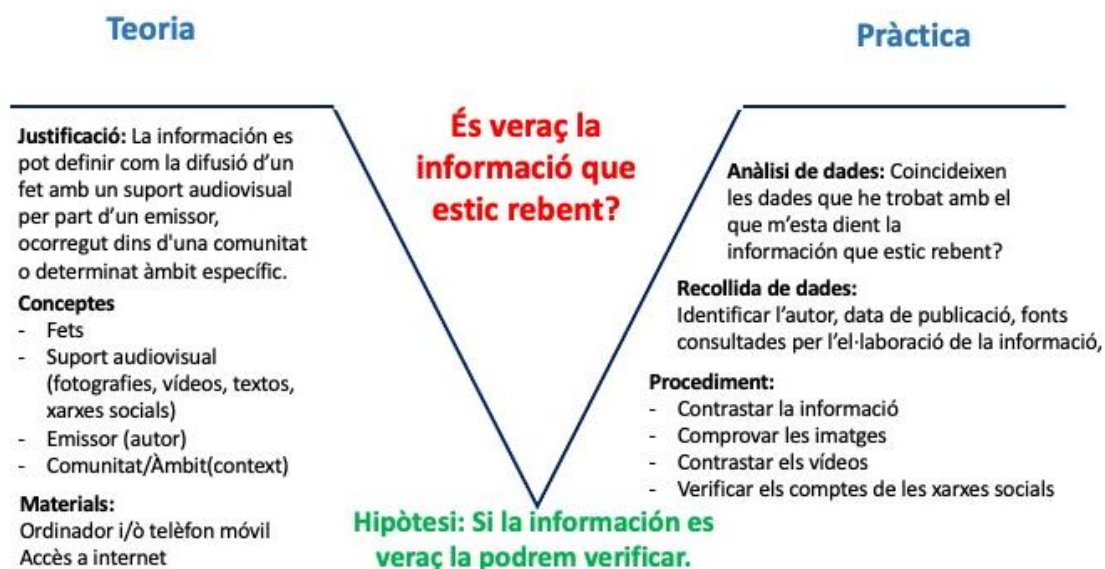 Teoria
Pràctica
És veraç la
informació que
estic rebent?
Justificació: La información es
pot definir com la difusió d'un
fet amb un suport audiovisual
per part d'un emissor,
ocorregut dins d'una comunitat
o determinat àmbit específic.
Conceptes
- Fets
- Suport audiovisual
(fotografies, vídeos, textos,
xarxes socials)
- Emissor (autor)
- Comunitat/Àmbit(context)
Materials:
Ordinador i/ò telèfon móvil
Accès a internet
Anàlisi de dades: Coincideixen
les dades que he trobat amb el
que m'esta dient la
información que estic rebent?
Recollida de dades:
Identificar l'autor, data de publicació, fonts
consultades per l'el·laboració de la informació,
Procediment:
- Contrastar la informació
- Comprovar les imatges
- Contrastar els vídeos
- Verificar els comptes de les xarxes socials
Hipòtesi: Si la información es
veraç la podrem verificar.